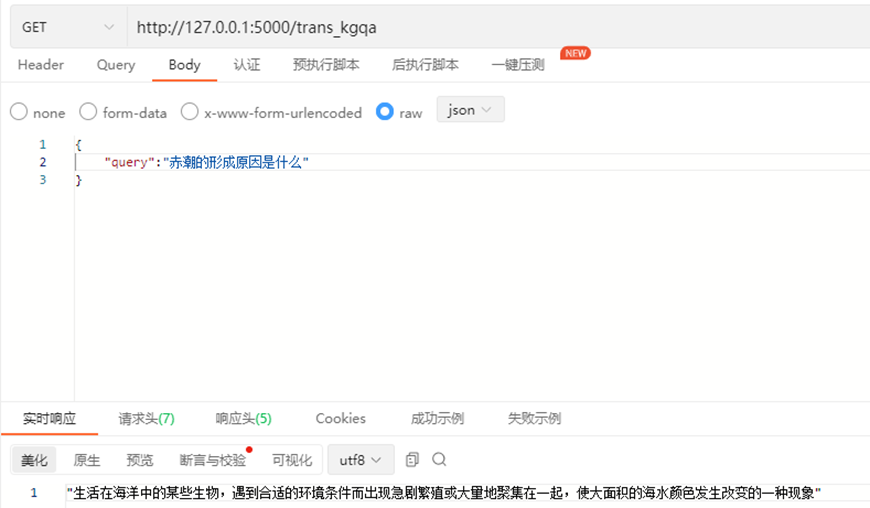 GET http://127.0.0.1:5000/trans_kgqa
Header Query Body 认证 预执行脚本 后执行脚本 一键压测 NEW
none form-data x-www-form-urlencoded raw json
1 {
2 "query":"赤潮的形成原因是什么"
3 }
实时响应 请求头(7) 响应头(5) Cookies 成功示例 失败示例
美化 原生 预览 断言与校验 可视化 utf8
1 "生活在海洋中的某些生物，遇到合适的环境条件而出现急剧繁殖或大量地聚集在一起，使大面积的海水颜色发生改变的一种现象"